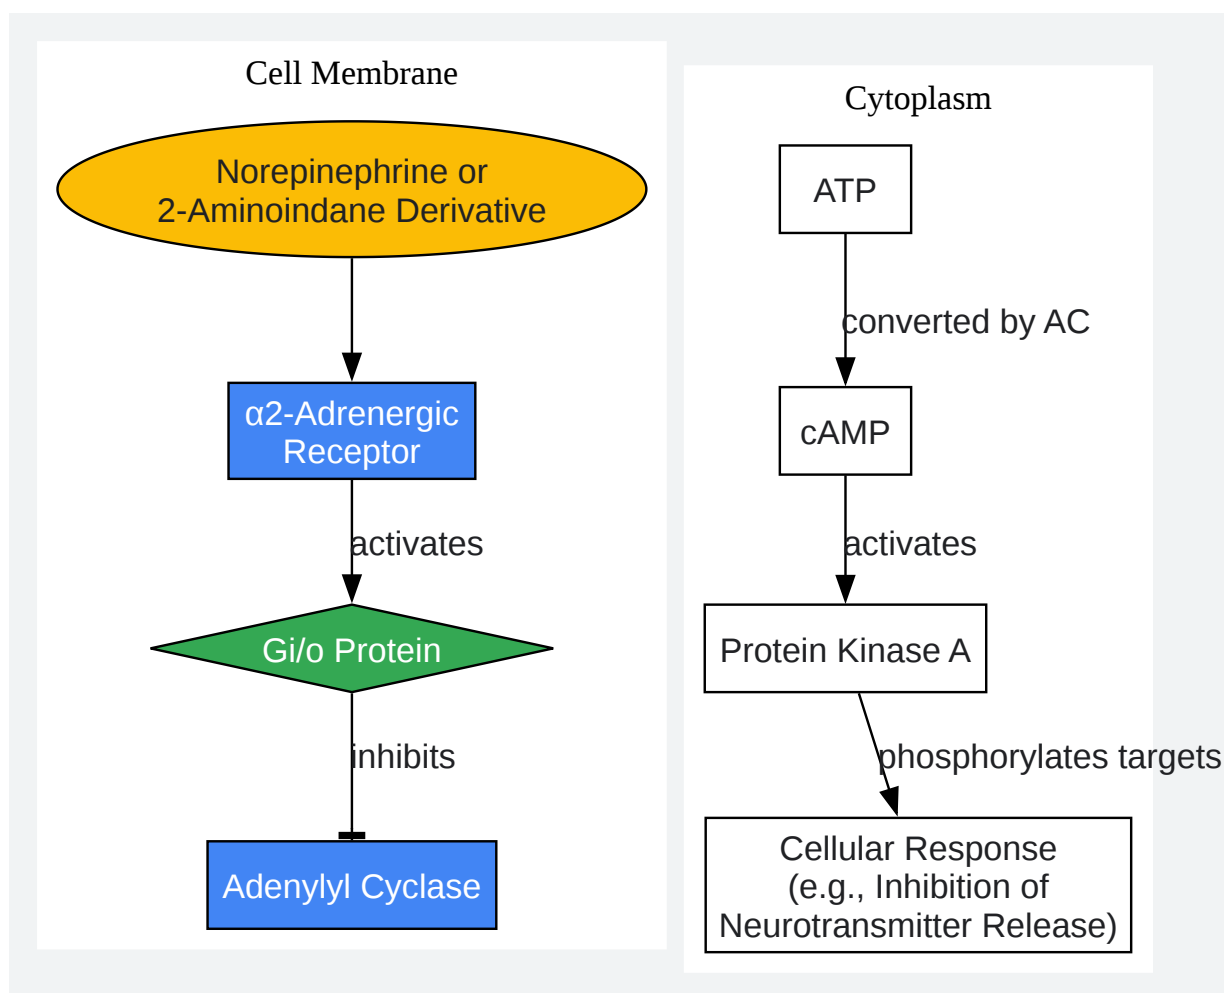 Cell Membrane
Norepinephrine or
2-Aminoindane Derivative
α2-Adrenergic
Receptor
activates
Gi/o Protein
inhibits
Adenylyl Cyclase
Cytoplasm
ATP
converted by AC
cAMP
activates
Protein Kinase A
phosphorylates targets
Cellular Response
(e.g., Inhibition of
Neurotransmitter Release)